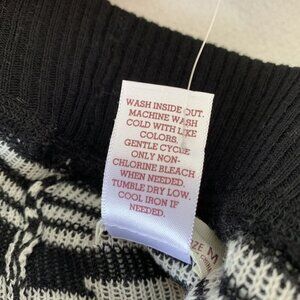 WASH INSIDE OUT.
MACHINE WASH
COLD WITH LIKE
COLORS.
GENTLE CYCLE
ONLY NON-
CHLORINE BLEACH
WHEN NEEDED.
TUMBLE DRY LOW.
COOL IRON IF
NEEDED.
SIZE M